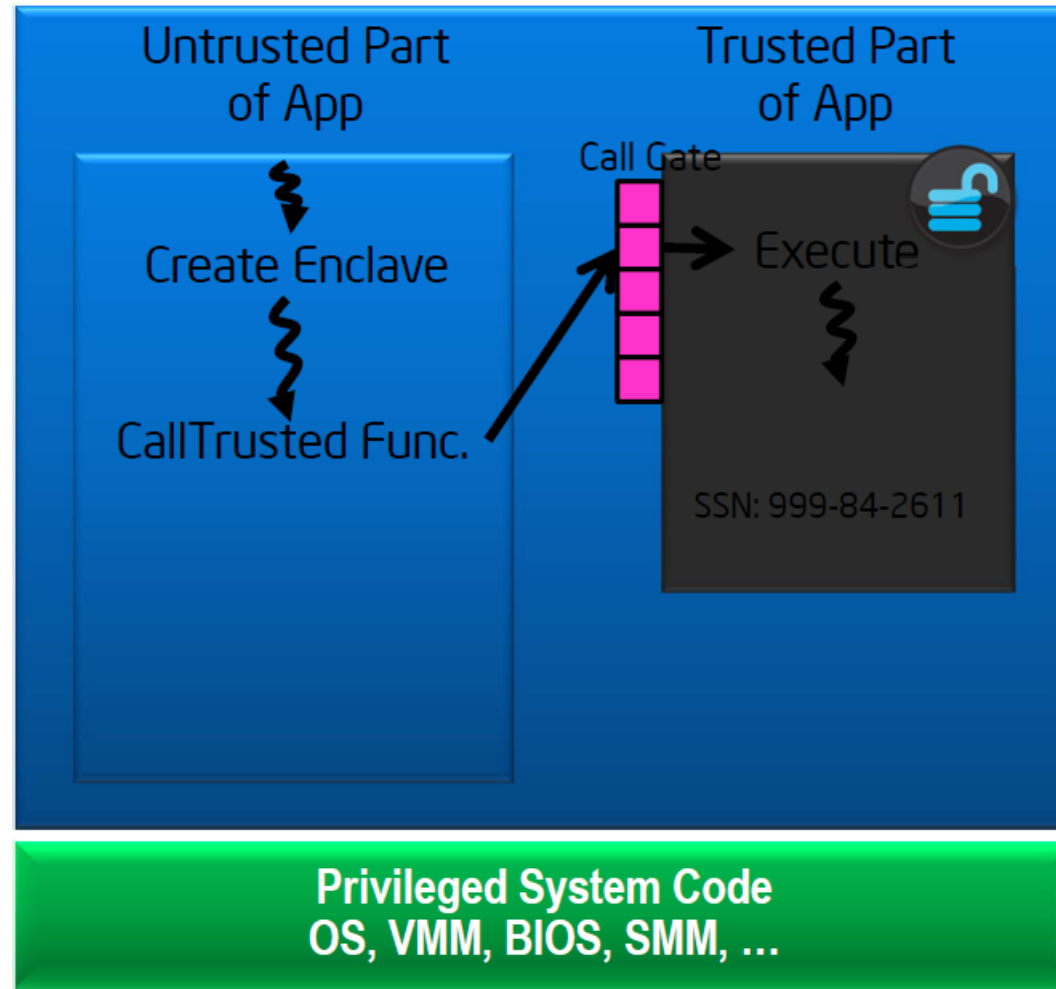 Untrusted Part
of App
Trusted Part
of App
Call Gate
Create Enclave
Execute
CallTrusted Func.
SSN: 999-84-2611
Privileged System Code
OS, VMM, BIOS, SMM, …